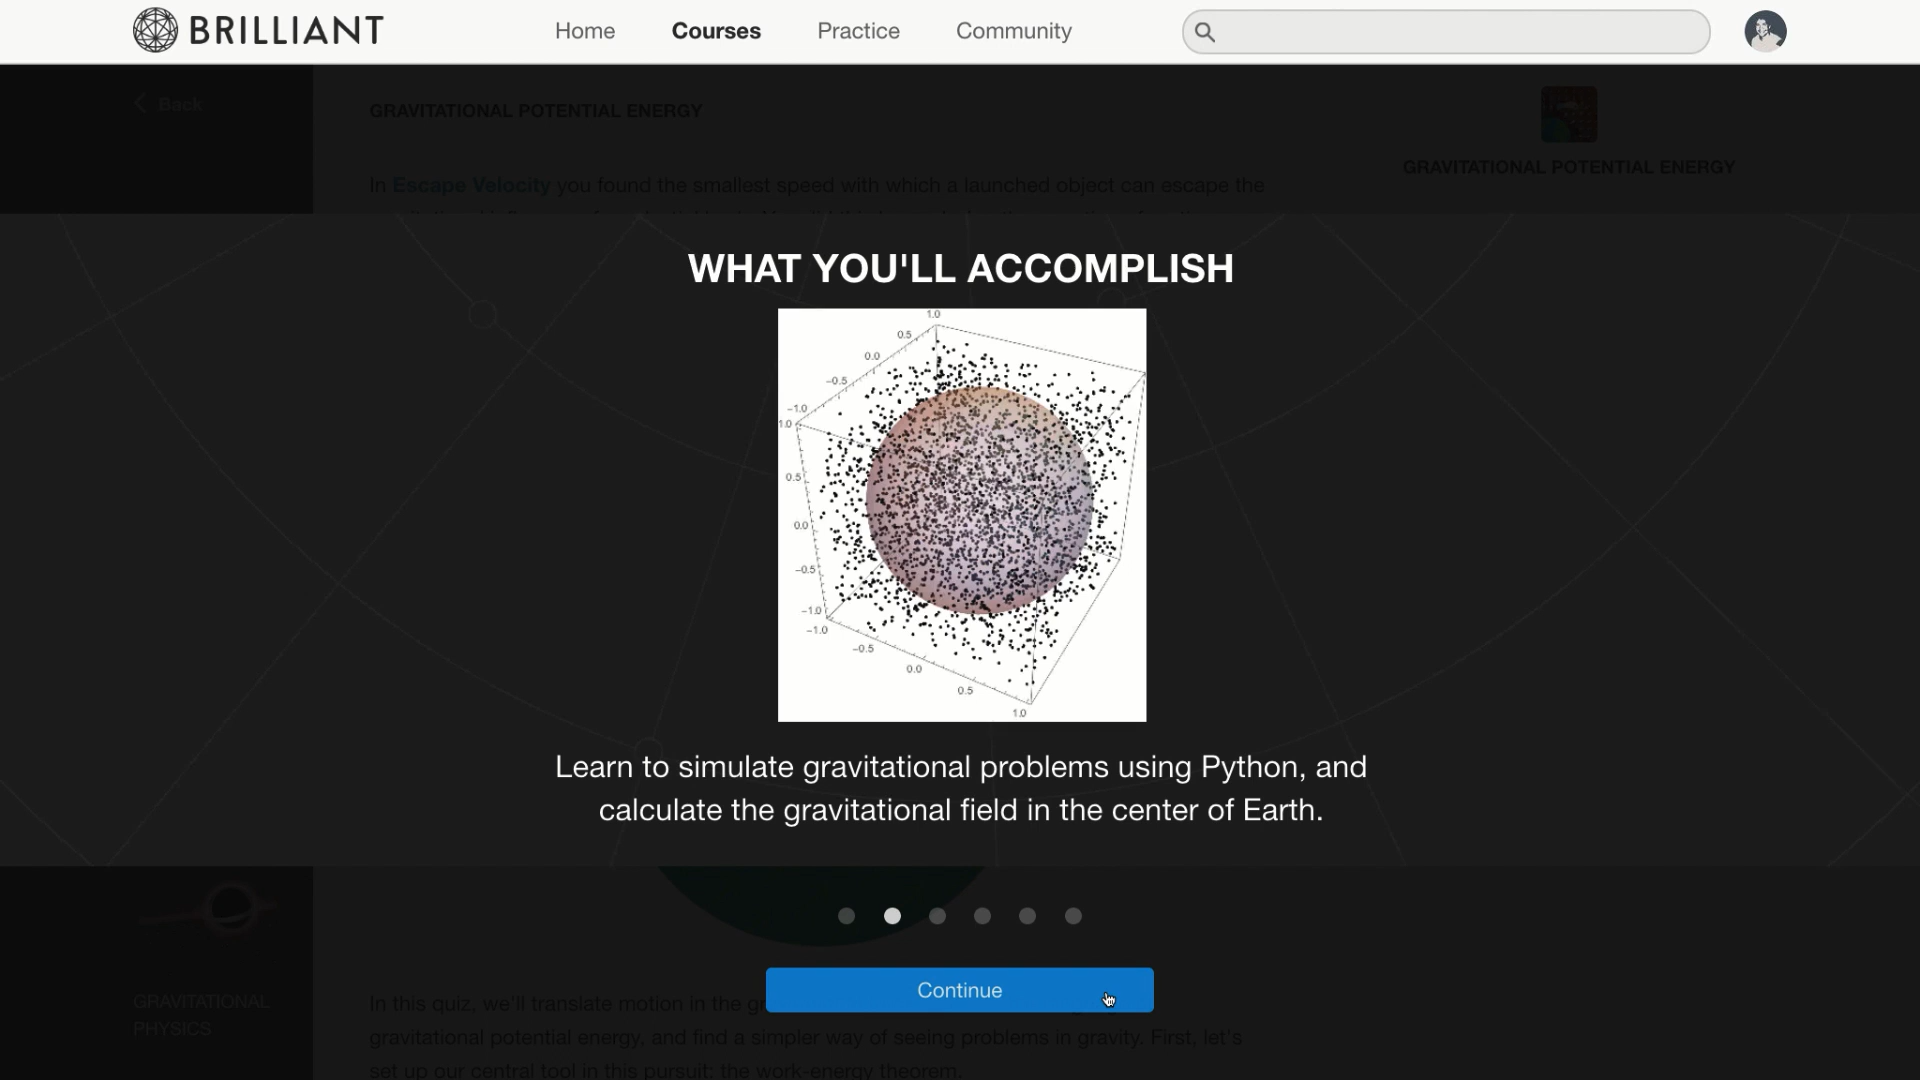 BRILLIANT
Home Courses Practice Community
Back
GRAVITATIONAL POTENTIAL ENERGY
GRAVITATIONAL POTENTIAL ENERGY
In Escape Velocity you found the smallest speed with which a launched object can escape the
WHAT YOU'LL ACCOMPLISH
1.0
0.5
0.0
−0.5
−1.0
1.0
0.5
0.0
−0.5
−1.0
−1.0
−0.5
0.0
0.5
1.0
Learn to simulate gravitational problems using Python, and
calculate the gravitational field in the center of Earth.
Continue
GRAVITATIONAL
PHYSICS
In this quiz, we'll translate motion in the gr
gravitational potential energy, and find a simpler way of seeing problems in gravity. First, let's
set up our central tool in this pursuit: the work-energy theorem.